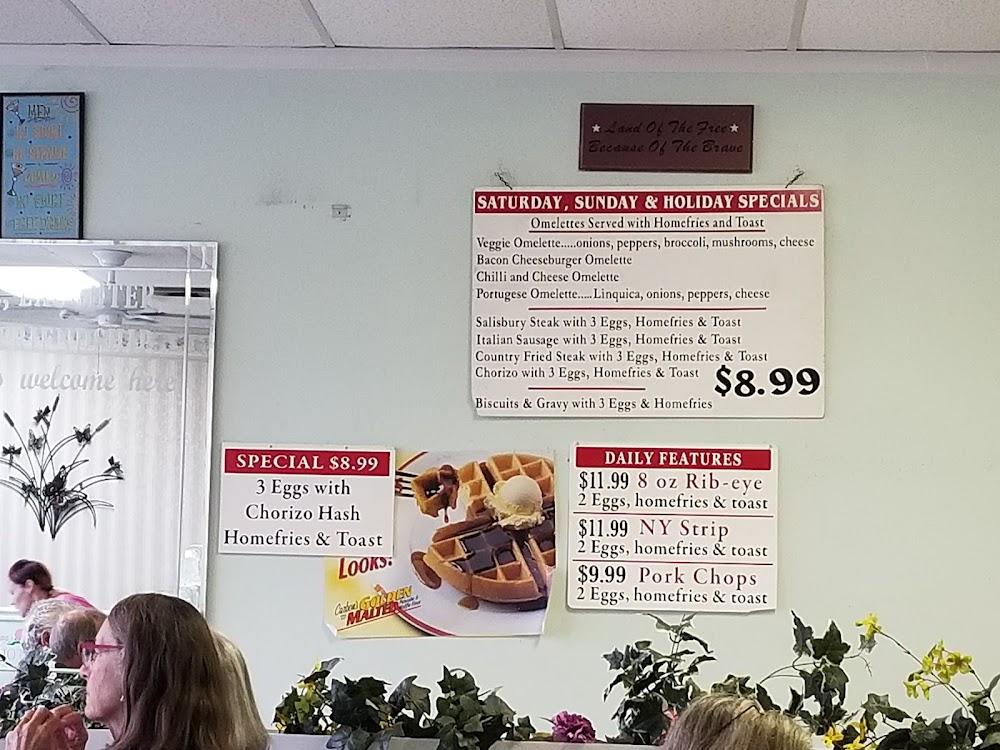 MEN
Land Of The Free
Because Of The Brave
SATURDAY, SUNDAY & HOLIDAY SPECIALS
Omelettes Served with Homefries and Toast
Veggie Omelette.....onions, peppers, broccoli, mushrooms, cheese
Bacon Cheeseburger Omelette
Chilli and Cheese Omelette
Portugese Omelette..... Linquica, onions, peppers, cheese
Salisbury Steak with 3 Eggs, Homefries & Toast
Italian Sausage with 3 Eggs, Homefries & Toast
Country Fried Steak with 3 Eggs, Homefries & Toast
Chorizo with 3 Eggs, Homefries & Toast
$8.99
Biscuits & Gravy with 3 Eggs & Homefries
welcome here
SPECIAL $8.99
3 Eggs with
Chorizo Hash
Homefries & Toast
LOOKS!
Carbon's
GOLDEN
MALTED
DAILY FEATURES
$11.99 8 oz Rib-eye
2 Eggs, homefries & toast
$11.99 NY Strip
2 Eggs, homefries & toast
$9.99 Pork Chops
2 Eggs, homefries & toast